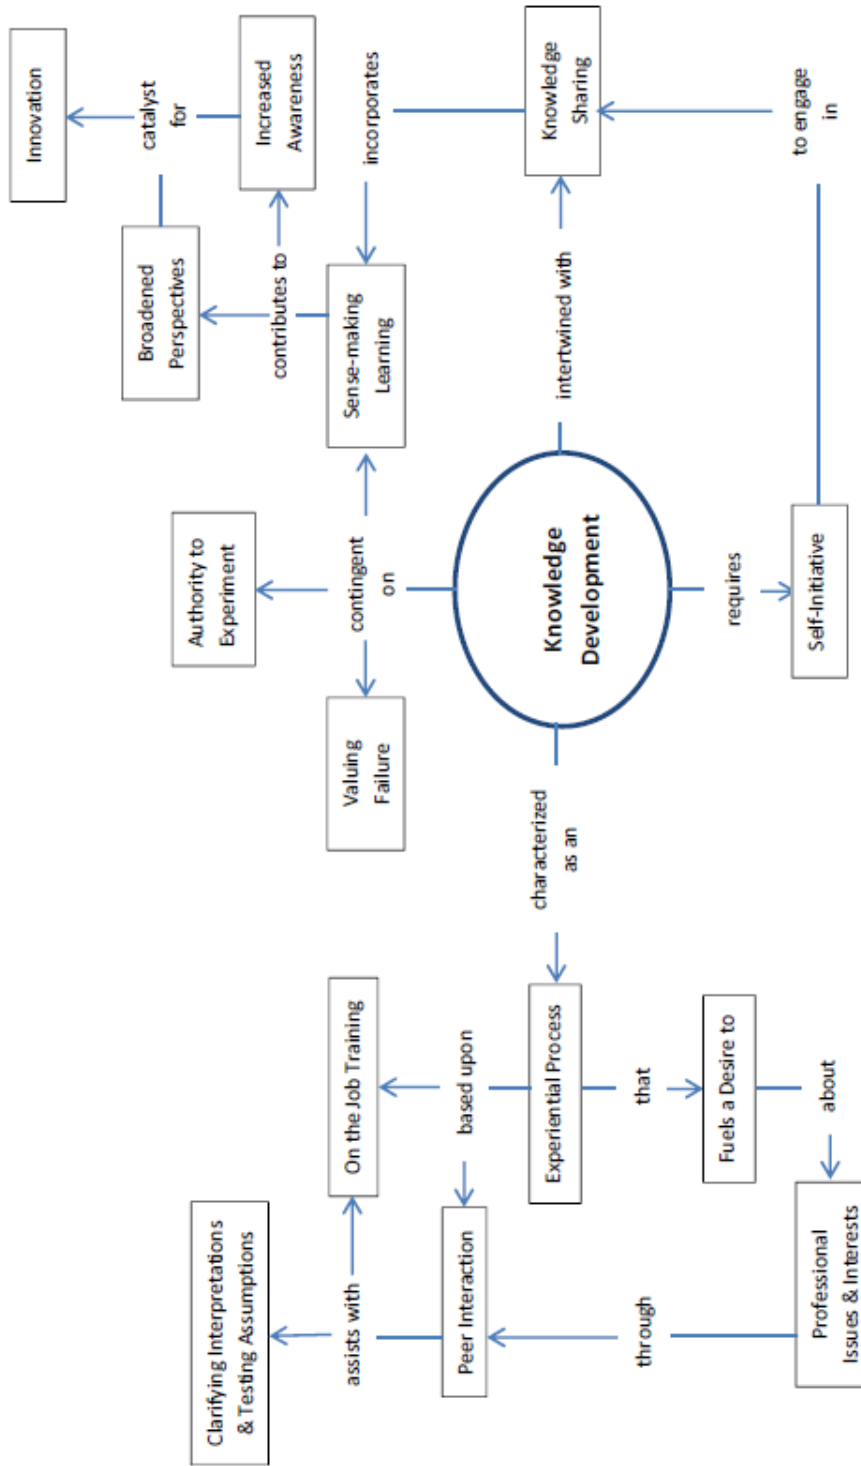 Innovation
catalyst
for
Broadened
Perspectives
Increased
Awareness
contributes to
Clarifying Interpretations
& Testing Assumptions
Authority to
Experiment
assists with
On the Job Training
Valuing
Failure
contingent
on
Sense-making
Learning
incorporates
Peer Interaction
based upon
Experiential Process
characterized
as an
Knowledge
Development
intertwined with
Knowledge
Sharing
through
that
requires
Fuels a Desire to
about
Professional
Issues & Interests
Self-Initiative
to engage
in